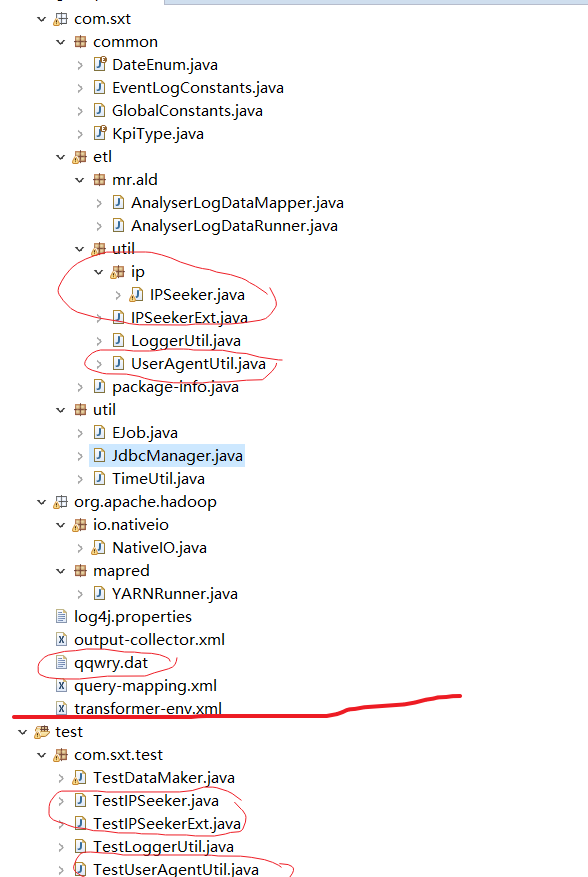 com.sxt
common
DateEnum.java
EventLogConstants.java
GlobalConstants.java
KpiType.java
etl
mr.ald
AnalyserLogDataMapper.java
AnalyserLogDataRunner.java
util
ip
IPSeeker.java
IPSeekerExt.java
LoggerUtil.java
UserAgentUtil.java
package-info.java
util
EJob.java
JdbcManager.java
TimeUtil.java
org.apache.hadoop
io.nativeio
NativeIO.java
mapred
YARNRunner.java
log4j.properties
output-collector.xml
qqwry.dat
query-mapping.xml
transformer-env.xml
test
com.sxt.test
TestDataMaker.java
TestIPSeeker.java
TestIPSeekerExt.java
TestLoggerUtil.java
TestUserAgentUtil.java